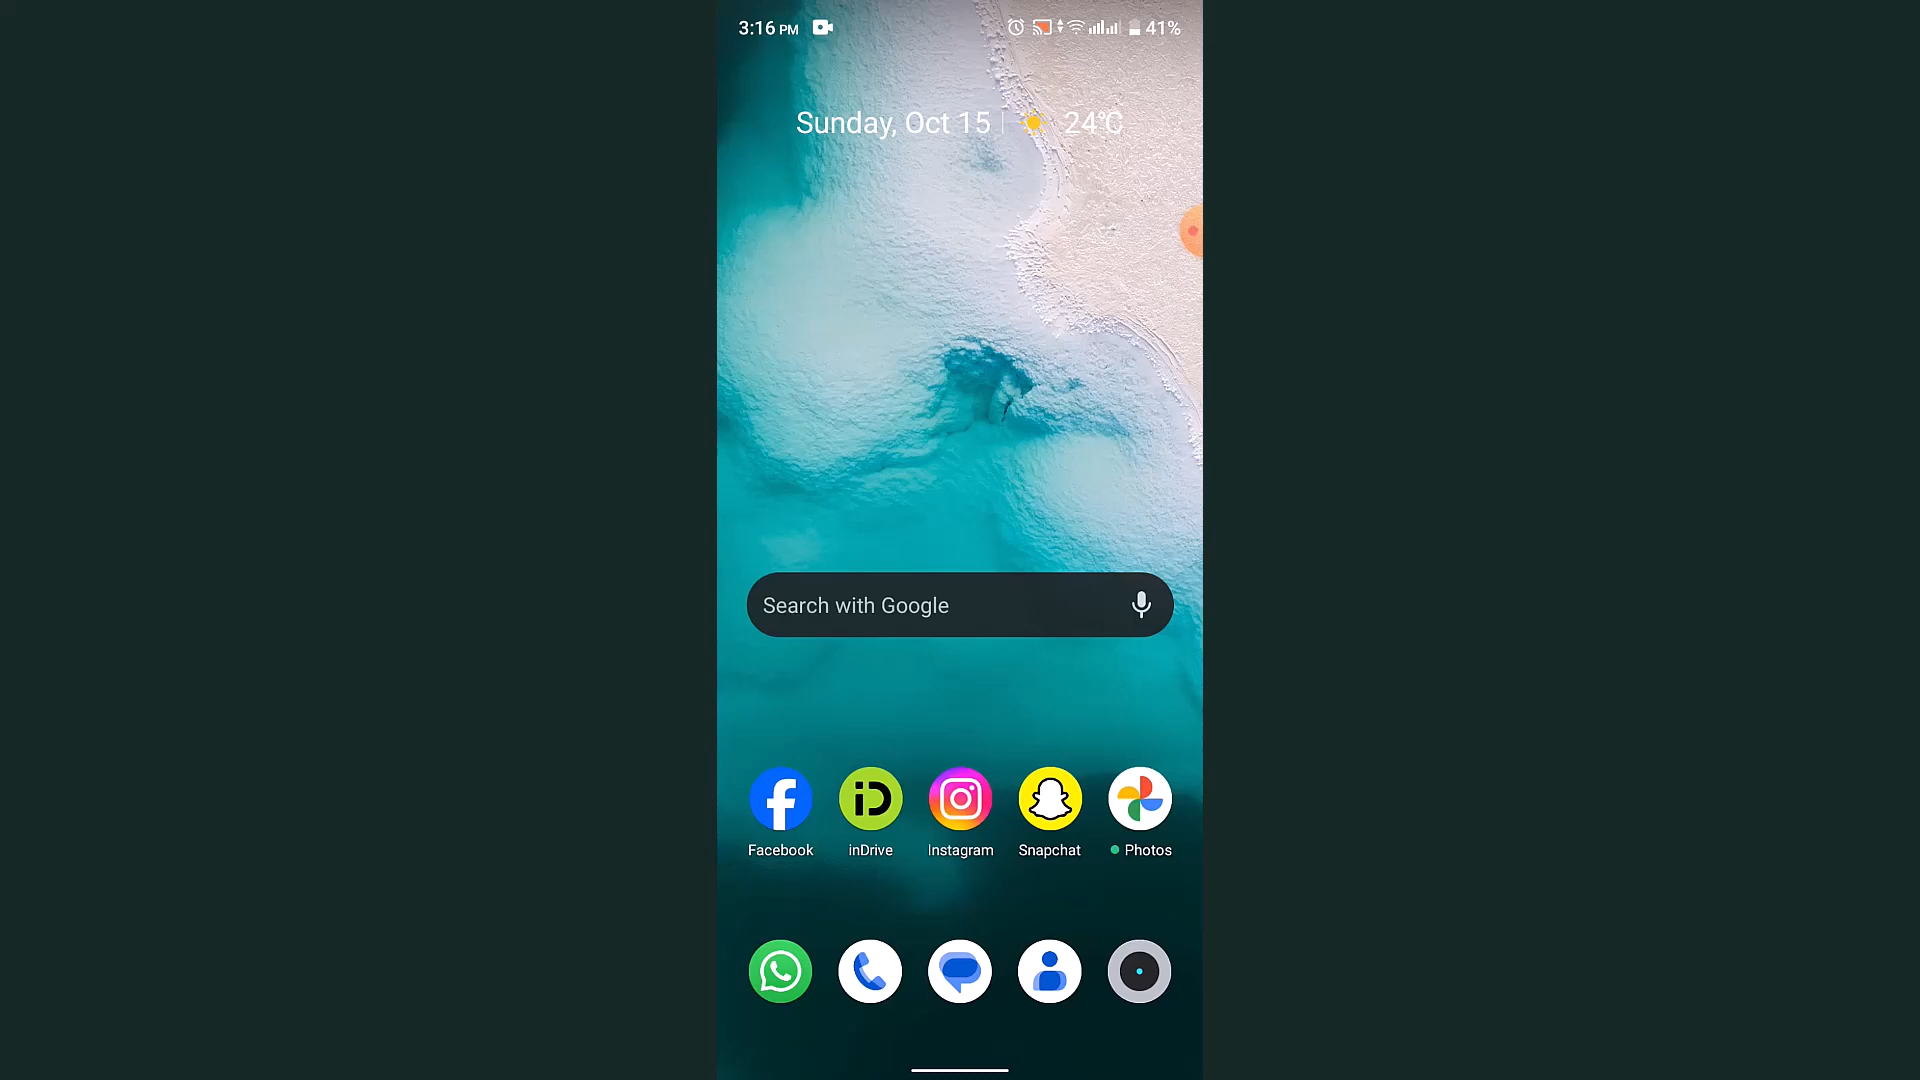 3:16 PM 41%
Sunday, Oct 15 24°C
Search with Google
Facebook inDrive Instagram Snapchat Photos